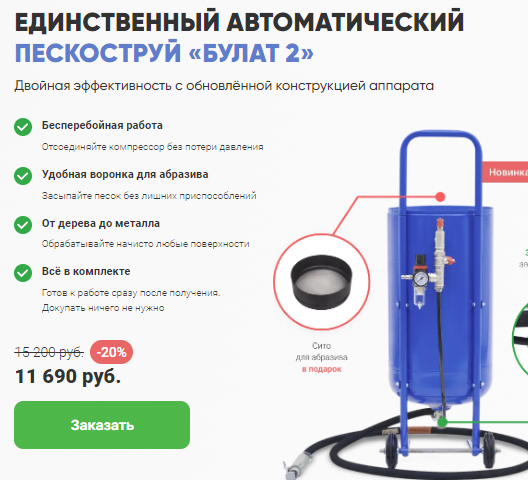 ЕДИНСТВЕННЫЙ АВТОМАТИЧЕСКИЙ
ПЕСКОСТРУЙ «БУЛАТ 2»
Двойная эффективность с обновлённой конструкцией аппарата
Бесперебойная работа
Отсоединяйте компрессор без потери давления
Удобная воронка для абразива
Засыпайте песок без лишних приспособлений
От дерева до металла
Обрабатывайте начисто любые поверхности
Всё в комплекте
Готов к работе сразу после получения.
Докупать ничего не нужно
15 200 руб. -20%
11 690 руб.
Заказать
Новинка
Сито
для абразива
в подарок